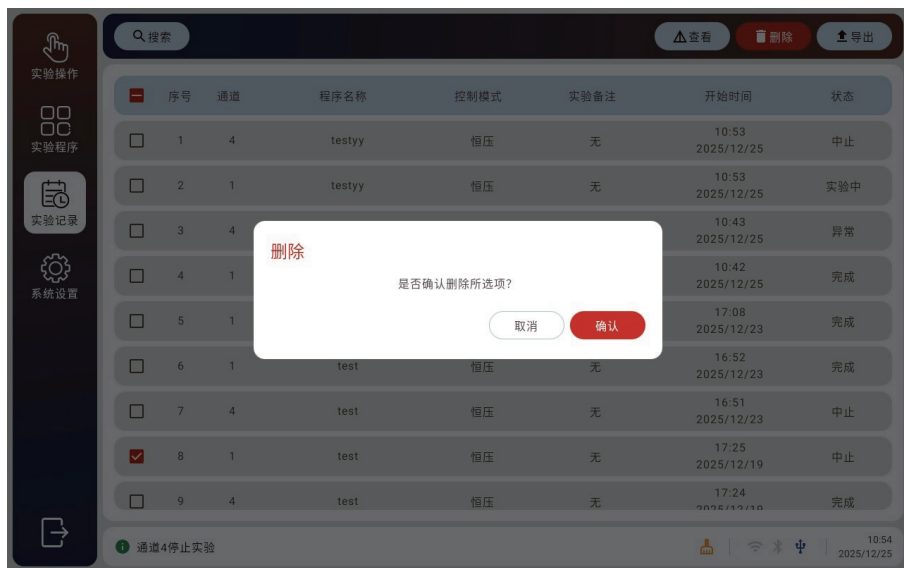 实验操作
实验程序
实验记录
系统设置
搜索
查看
删除
导出
序号 通道 程序名称 控制模式 实验备注 开始时间 状态
1 4 testyy 恒压 无 10:53 2025/12/25 中止
2 1 testyy 恒压 无 10:53 2025/12/25 实验中
3 4 10:43 2025/12/25 异常
4 1 10:42 2025/12/25 完成
5 1 17:08 2025/12/23 完成
6 1 test 恒压 无 16:52 2025/12/23 完成
7 4 test 恒压 无 16:51 2025/12/23 中止
8 1 test 恒压 无 17:25 2025/12/19 中止
9 4 test 恒压 无 17:24 2025/12/19 完成
删除
是否确认删除所选项?
取消
确认
通道4停止实验
10:54
2025/12/25